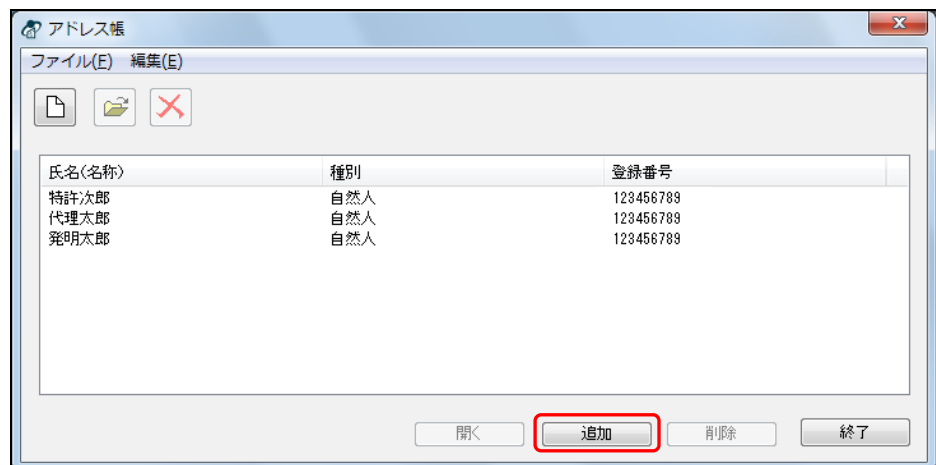 アドレス帳
ファイル(F) 編集(E)
氏名(名称) 種別 登録番号
特許次郎 自然人 123456789
代理太郎 自然人 123456789
発明太郎 自然人 123456789
開く 追加 削除 終了